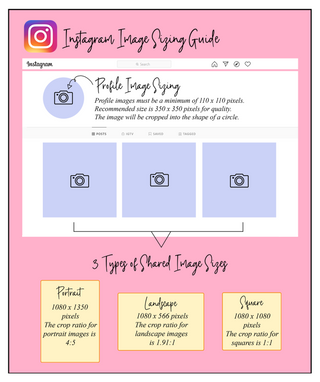 Instagram Image Sizing Guide
Instagram
Search
Profile Image Sizing
Profile images must be a minimum of 110 x 110 pixels.
Recommended size is 350 x 350 pixels for quality.
The image will be cropped into the shape of a circle.
POSTS
SAVED
TAGGED
3 Types of Shared Image Sizes
Portrait
1080 x 1350
pixels
The crop ratio for
portrait images is
4:5
Landscape
1080 x 566 pixels
The crop ratio for
landscape images
is 1.91:1
Square
1080 x 1080
pixels
The crop ratio for
squares is 1:1